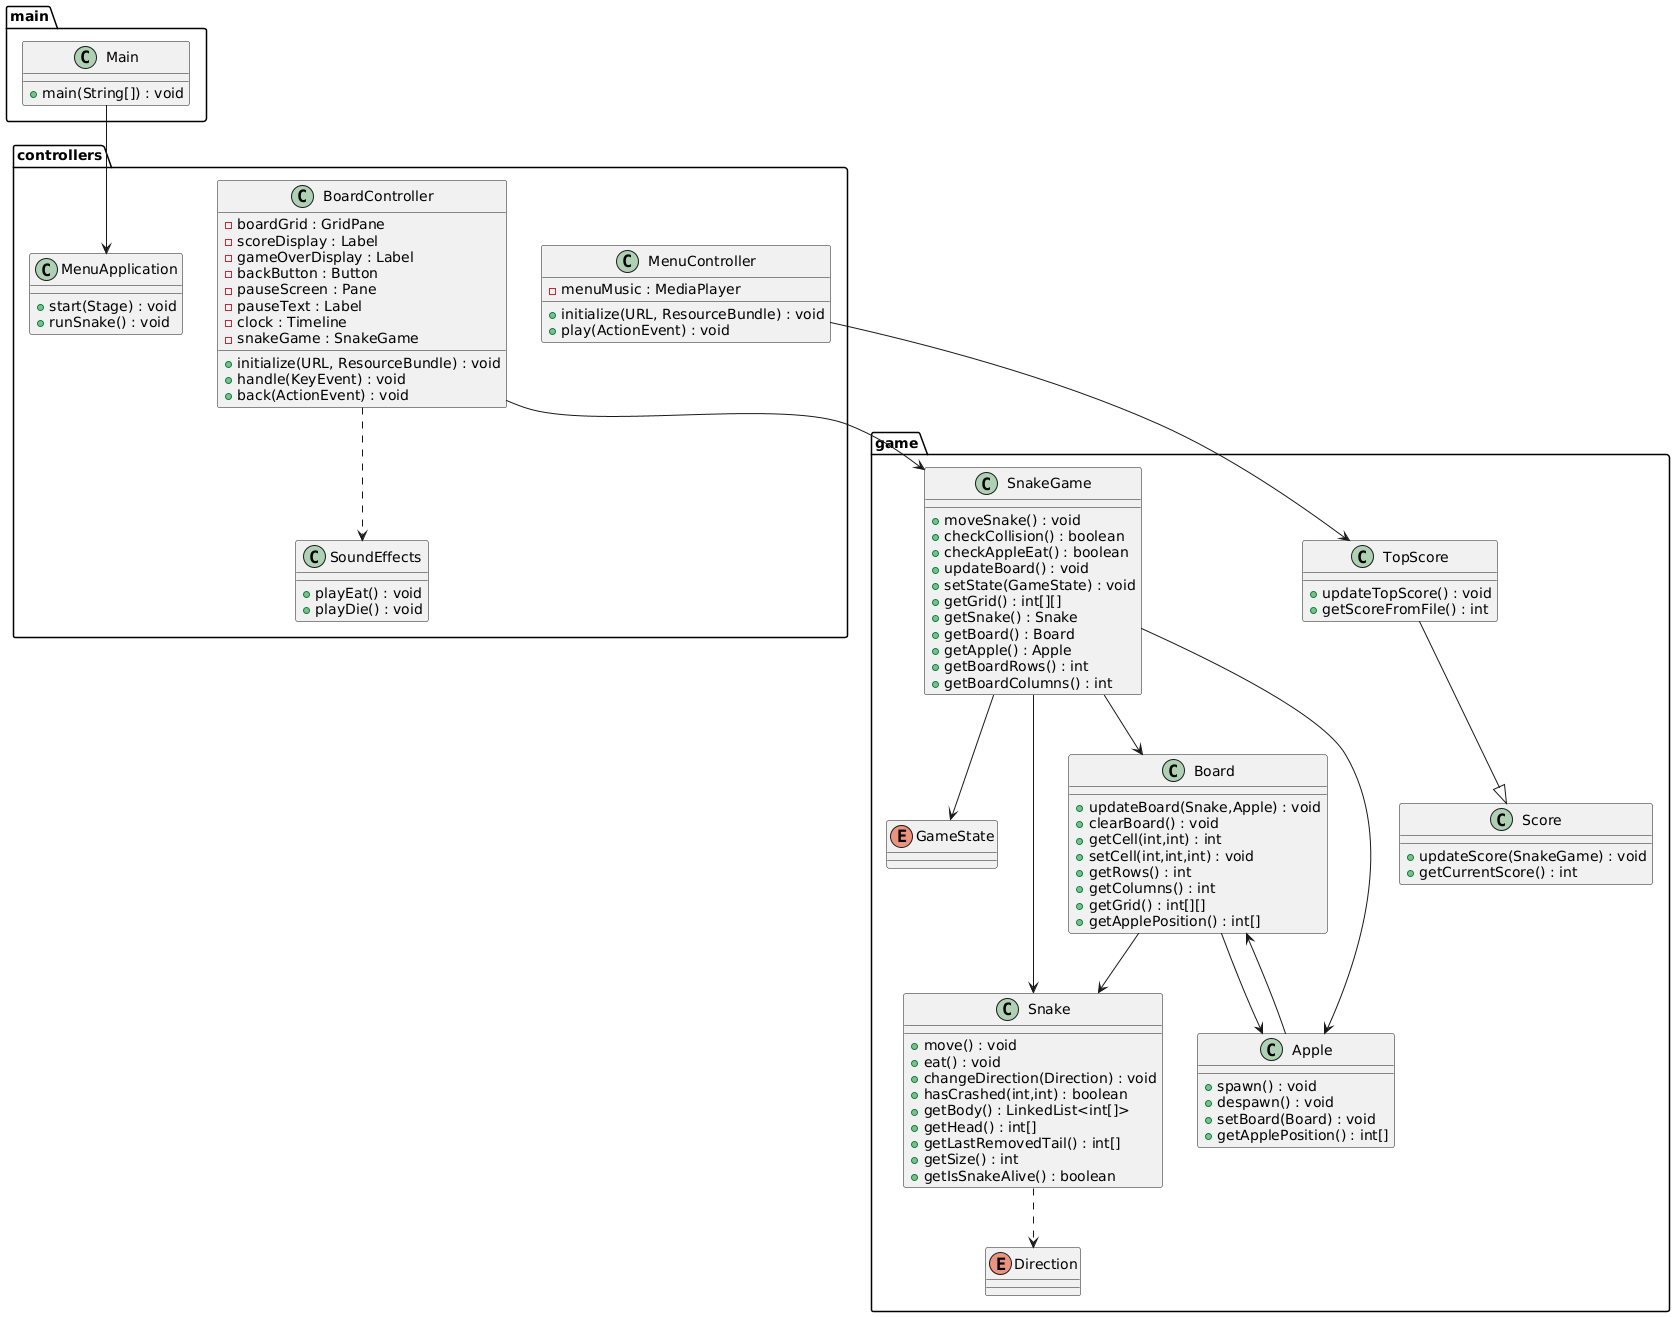 main
C Main
main(String[]) : void
controllers
C BoardController
boardGrid : GridPane
scoreDisplay : Label
gameOverDisplay : Label
backButton : Button
pauseScreen : Pane
pauseText : Label
clock : Timeline
snakeGame : SnakeGame
initialize(URL, ResourceBundle) : void
handle(KeyEvent) : void
back(ActionEvent) : void
C MenuController
menuMusic : MediaPlayer
initialize(URL, ResourceBundle) : void
play(ActionEvent) : void
C MenuApplication
start(Stage) : void
runSnake() : void
C SoundEffects
playEat() : void
playDie() : void
game
C SnakeGame
moveSnake() : void
checkCollision() : boolean
checkAppleEat() : boolean
updateBoard() : void
setState(GameState) : void
getGrid() : int[][]
getSnake() : Snake
getBoard() : Board
getApple() : Apple
getBoardRows() : int
getBoardColumns() : int
C TopScore
updateTopScore() : void
getScoreFromFile() : int
C Board
updateBoard(Snake,Apple) : void
clearBoard() : void
getCell(int,int) : int
setCell(int,int,int) : void
getRows() : int
getColumns() : int
getGrid() : int[][]
getApplePosition() : int[]
E GameState
C Score
updateScore(SnakeGame) : void
getCurrentScore() : int
C Snake
move() : void
eat() : void
changeDirection(Direction) : void
hasCrashed(int,int) : boolean
getBody() : LinkedList<int[]>
getHead() : int[]
getLastRemovedTail() : int[]
getSize() : int
getIsSnakeAlive() : boolean
C Apple
spawn() : void
despawn() : void
setBoard(Board) : void
getApplePosition() : int[]
E Direction